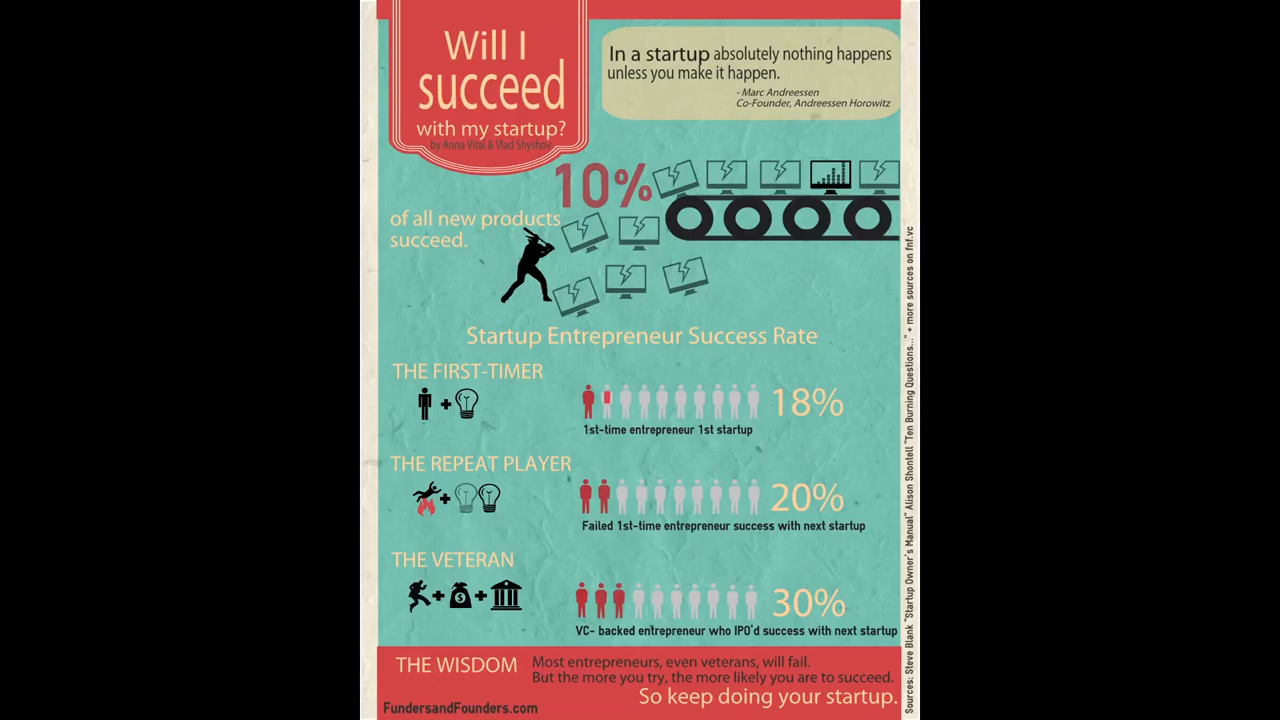 Will I
succeed
with my startup?
by Anna Vital & Vlad Shyshov
In a startup absolutely nothing happens
unless you make it happen.
- Marc Andreessen
Co-Founder, Andreessen Horowitz
10%
of all new products
succeed.
Startup Entrepreneur Success Rate
THE FIRST-TIMER
18%
1st-time entrepreneur 1st startup
THE REPEAT PLAYER
20%
Failed 1st-time entrepreneur success with next startup
THE VETERAN
30%
VC- backed entrepreneur who IPO'd success with next startup
THE WISDOM
Most entrepreneurs, even veterans, will fail.
But the more you try, the more likely you are to succeed.
So keep doing your startup.
FundersandFounders.com
Sources: Steve Blank "Startup Owner's Manual" Alison Shontell "Ten Burning Questions..." + more sources on fnf.vc